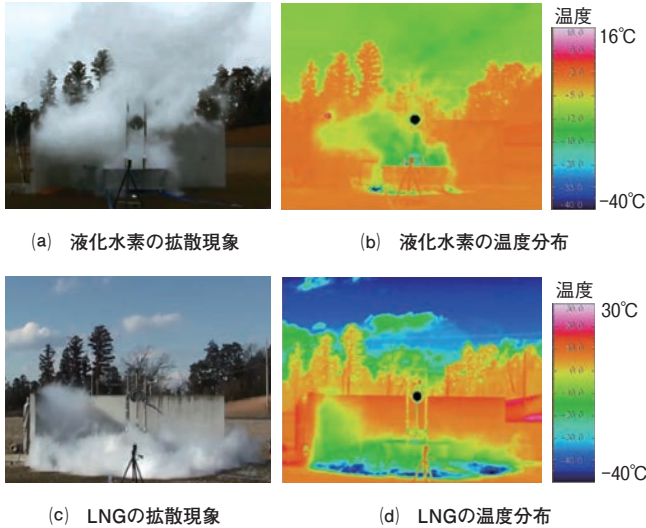 温度
16℃
-40℃
(a) 液化水素の拡散現象
(b) 液化水素の温度分布
温度
30℃
-40℃
(c) LNGの拡散現象
(d) LNGの温度分布